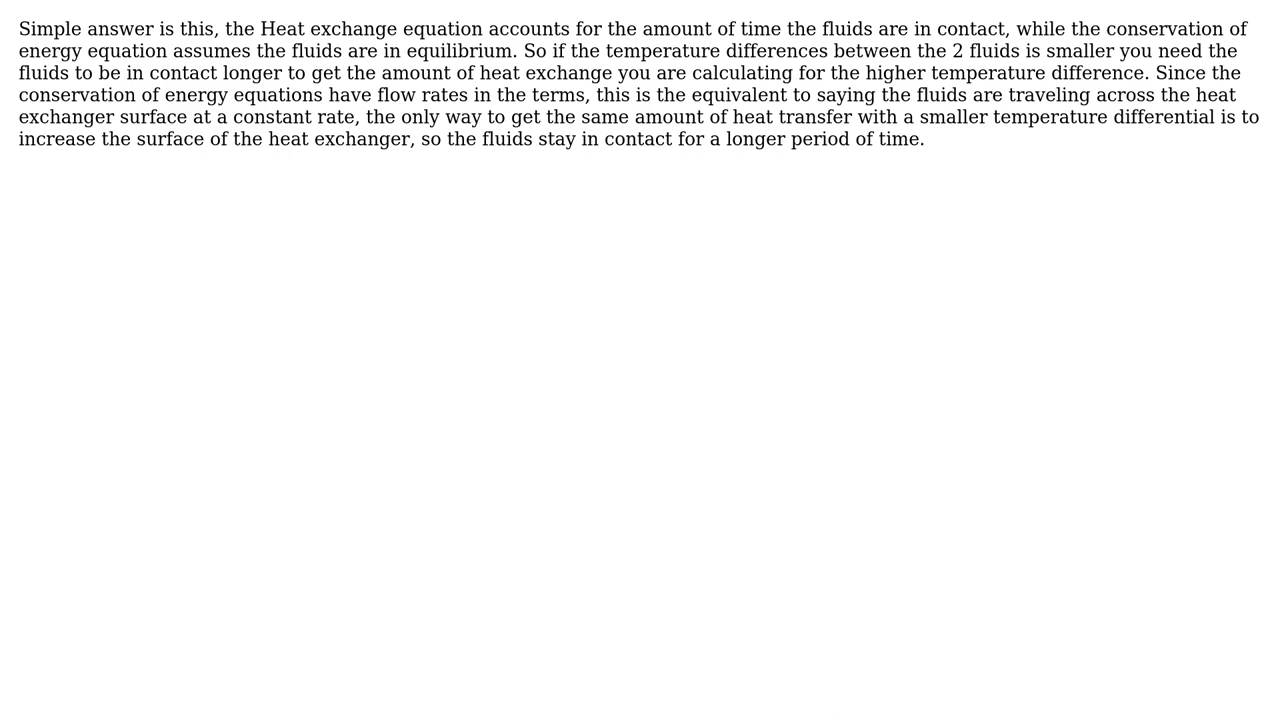 Simple answer is this, the Heat exchange equation accounts for the amount of time the fluids are in contact, while the conservation of
energy equation assumes the fluids are in equilibrium. So if the temperature differences between the 2 fluids is smaller you need the
fluids to be in contact longer to get the amount of heat exchange you are calculating for the higher temperature difference. Since the
conservation of energy equations have flow rates in the terms, this is the equivalent to saying the fluids are traveling across the heat
exchanger surface at a constant rate, the only way to get the same amount of heat transfer with a smaller temperature differential is to
increase the surface of the heat exchanger, so the fluids stay in contact for a longer period of time.